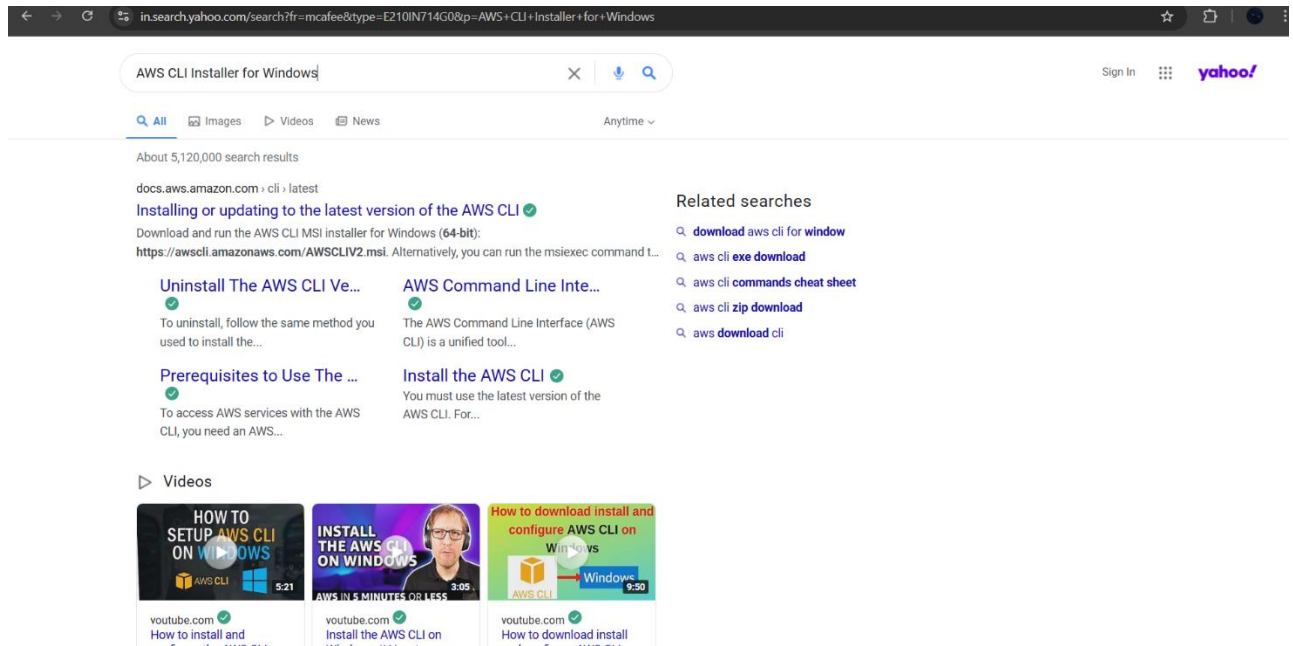 in.search.yahoo.com/search?fr=mcafee&type=E210IN714G0&p=AWS+CLI+Installer+for+Windows
AWS CLI Installer for Windows
Sign In
yahoo!
All Images Videos News Anytime
About 5,120,000 search results
docs.aws.amazon.com › cli › latest
Installing or updating to the latest version of the AWS CLI
Download and run the AWS CLI MSI installer for Windows (64-bit):
https://awscli.amazonaws.com/AWSCLIV2.msi. Alternatively, you can run the msiexec command t...
Uninstall The AWS CLI Ve...
To uninstall, follow the same method you
used to install the...
AWS Command Line Inte...
The AWS Command Line Interface (AWS
CLI) is a unified tool...
Prerequisites to Use The ...
To access AWS services with the AWS
CLI, you need an AWS...
Install the AWS CLI
You must use the latest version of the
AWS CLI. For...
Related searches
download aws cli for window
aws cli exe download
aws cli commands cheat sheet
aws cli zip download
aws download cli
Videos
HOW TO
SETUP AWS CLI
ON WINDOWS
AWS CLI
5:21
youtube.com
How to install and
INSTALL
THE AWS CLI
ON WINDOWS
AWS IN 5 MINUTES OR LESS
3:05
youtube.com
Install the AWS CLI on
How to download install and
configure AWS CLI on
Windows
AWS CLI
Windows
9:50
youtube.com
How to download install